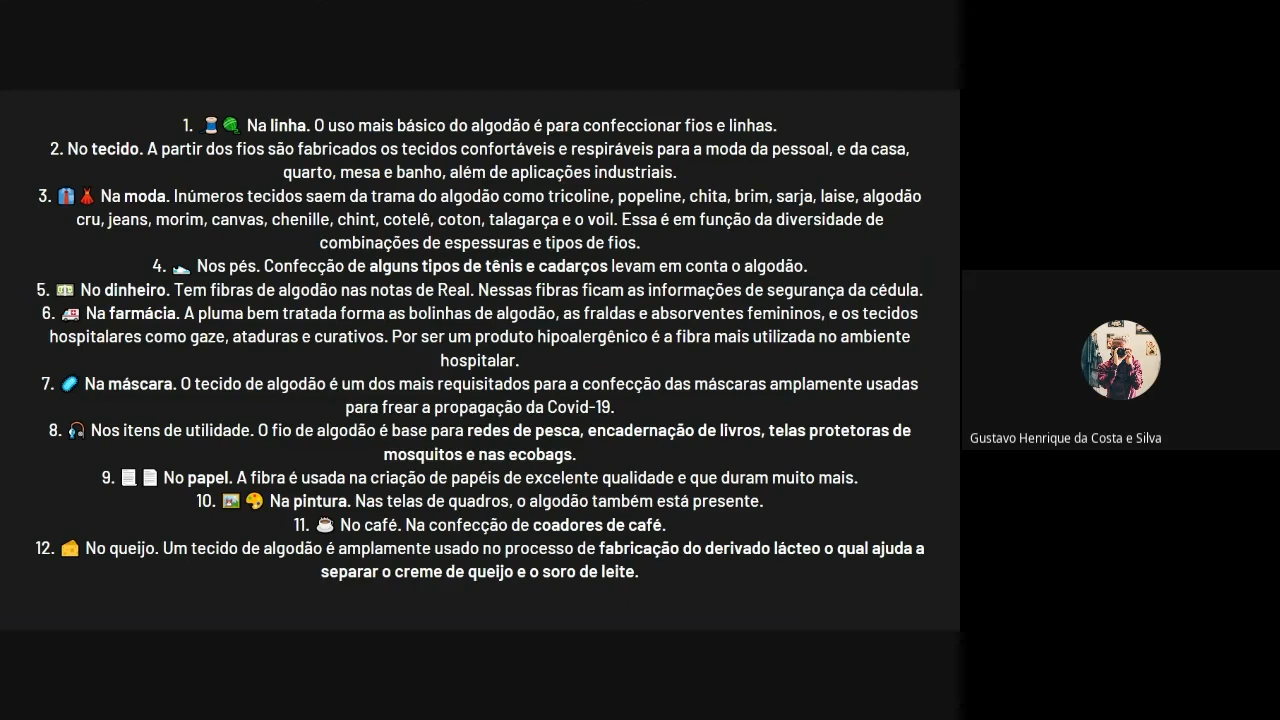 1. 🧵🧶 Na linha. O uso mais básico do algodão é para confeccionar fios e linhas.
2. No tecido. A partir dos fios são fabricados os tecidos confortáveis e respiráveis para a moda da pessoal, e da casa,
quarto, mesa e banho, além de aplicações industriais.
3. 👔👗 Na moda. Inúmeros tecidos saem da trama do algodão como tricoline, popeline, chita, brim, sarja, laise, algodão
cru, jeans, morim, canvas, chenille, chint, cotelê, coton, talagarça e o voil. Essa é em função da diversidade de
combinações de espessuras e tipos de fios.
4. 👟 Nos pés. Confecção de alguns tipos de tênis e cadarços levam em conta o algodão.
5. 💵 No dinheiro. Tem fibras de algodão nas notas de Real. Nessas fibras ficam as informações de segurança da cédula.
6. 🚑 Na farmácia. A pluma bem tratada forma as bolinhas de algodão, as fraldas e absorventes femininos, e os tecidos
hospitalares como gaze, ataduras e curativos. Por ser um produto hipoalergênico é a fibra mais utilizada no ambiente
hospitalar.
7. 🦠 Na máscara. O tecido de algodão é um dos mais requisitados para a confecção das máscaras amplamente usadas
para frear a propagação da Covid-19.
8. 🎣 Nos itens de utilidade. O fio de algodão é base para redes de pesca, encadernação de livros, telas protetoras de
mosquitos e nas ecobags.
9. 📃 📄 No papel. A fibra é usada na criação de papéis de excelente qualidade e que duram muito mais.
10. 🖼️ 🎨 Na pintura. Nas telas de quadros, o algodão também está presente.
11. ☕ No café. Na confecção de coadores de café.
12. 🧀 No queijo. Um tecido de algodão é amplamente usado no processo de fabricação do derivado lácteo o qual ajuda a
separar o creme de queijo e o soro de leite.
Gustavo Henrique da Costa e Silva